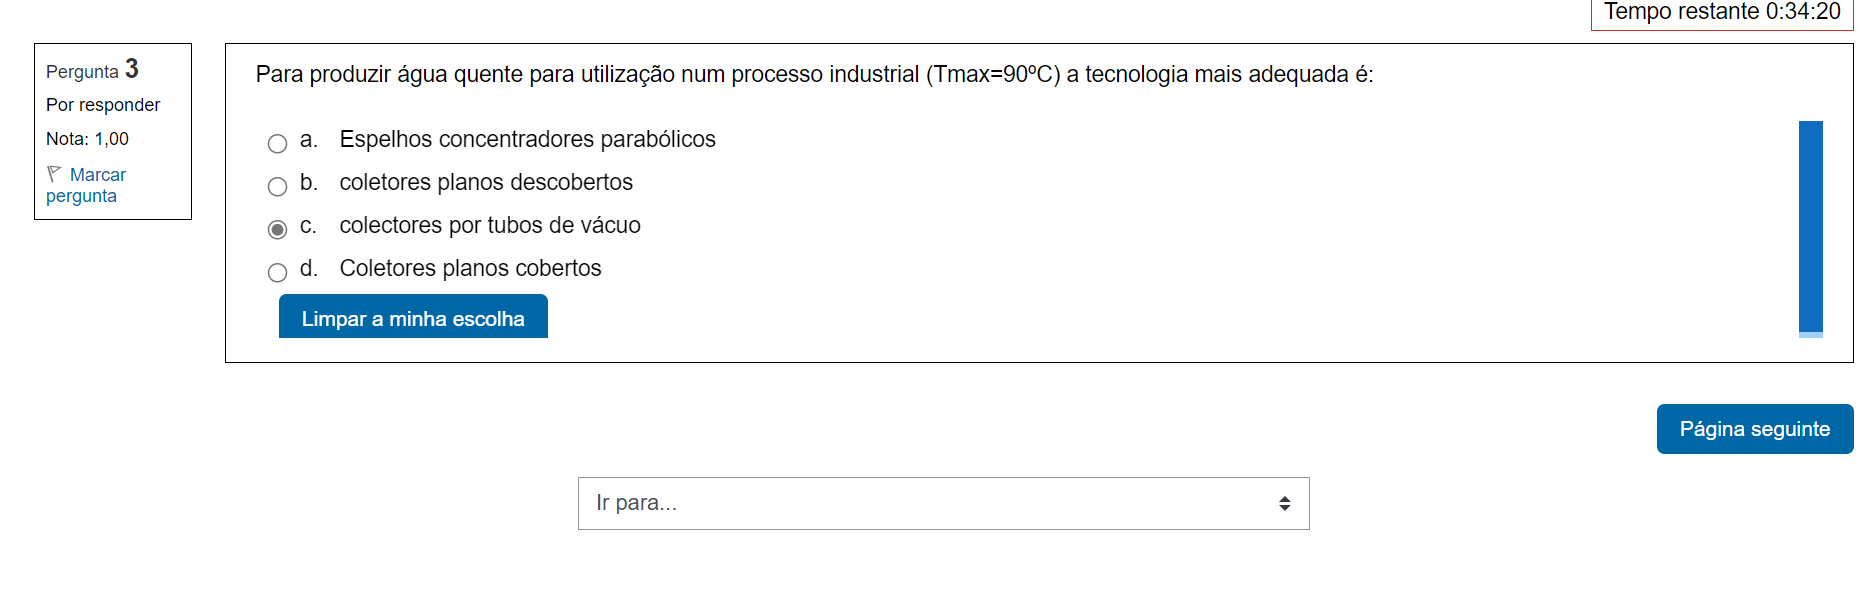 Tempo restante 0:34:20
Pergunta 3
Por responder
Nota: 1,00
Marcar
pergunta
Para produzir água quente para utilização num processo industrial (Tmax=90ºC) a tecnologia mais adequada é:
a. Espelhos concentradores parabólicos
b. coletores planos descobertos
c. colectores por tubos de vácuo
d. Coletores planos cobertos
Limpar a minha escolha
Página seguinte
Ir para...